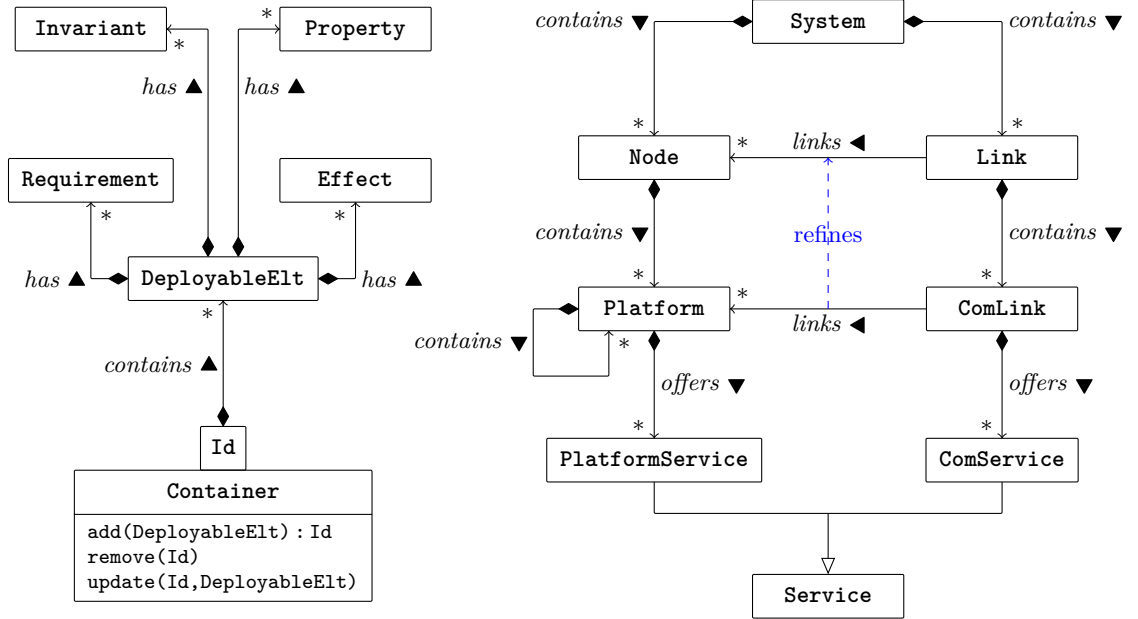 Invariant
*
*
Property
has ▲
has ▲
Requirement
*
Effect
*
has ▲
DeployableElt
has ▲
*
contains ▲
Id
Container
add(DeployableElt) : Id
remove(Id)
update(Id,DeployableElt)
contains ▼
System
contains ▼
*
*
Node
*
links ◀
Link
contains ▼
refines
contains ▼
*
*
Platform
*
links ◀
ComLink
contains ▼
*
offers ▼
offers ▼
*
*
PlatformService
ComService
Service